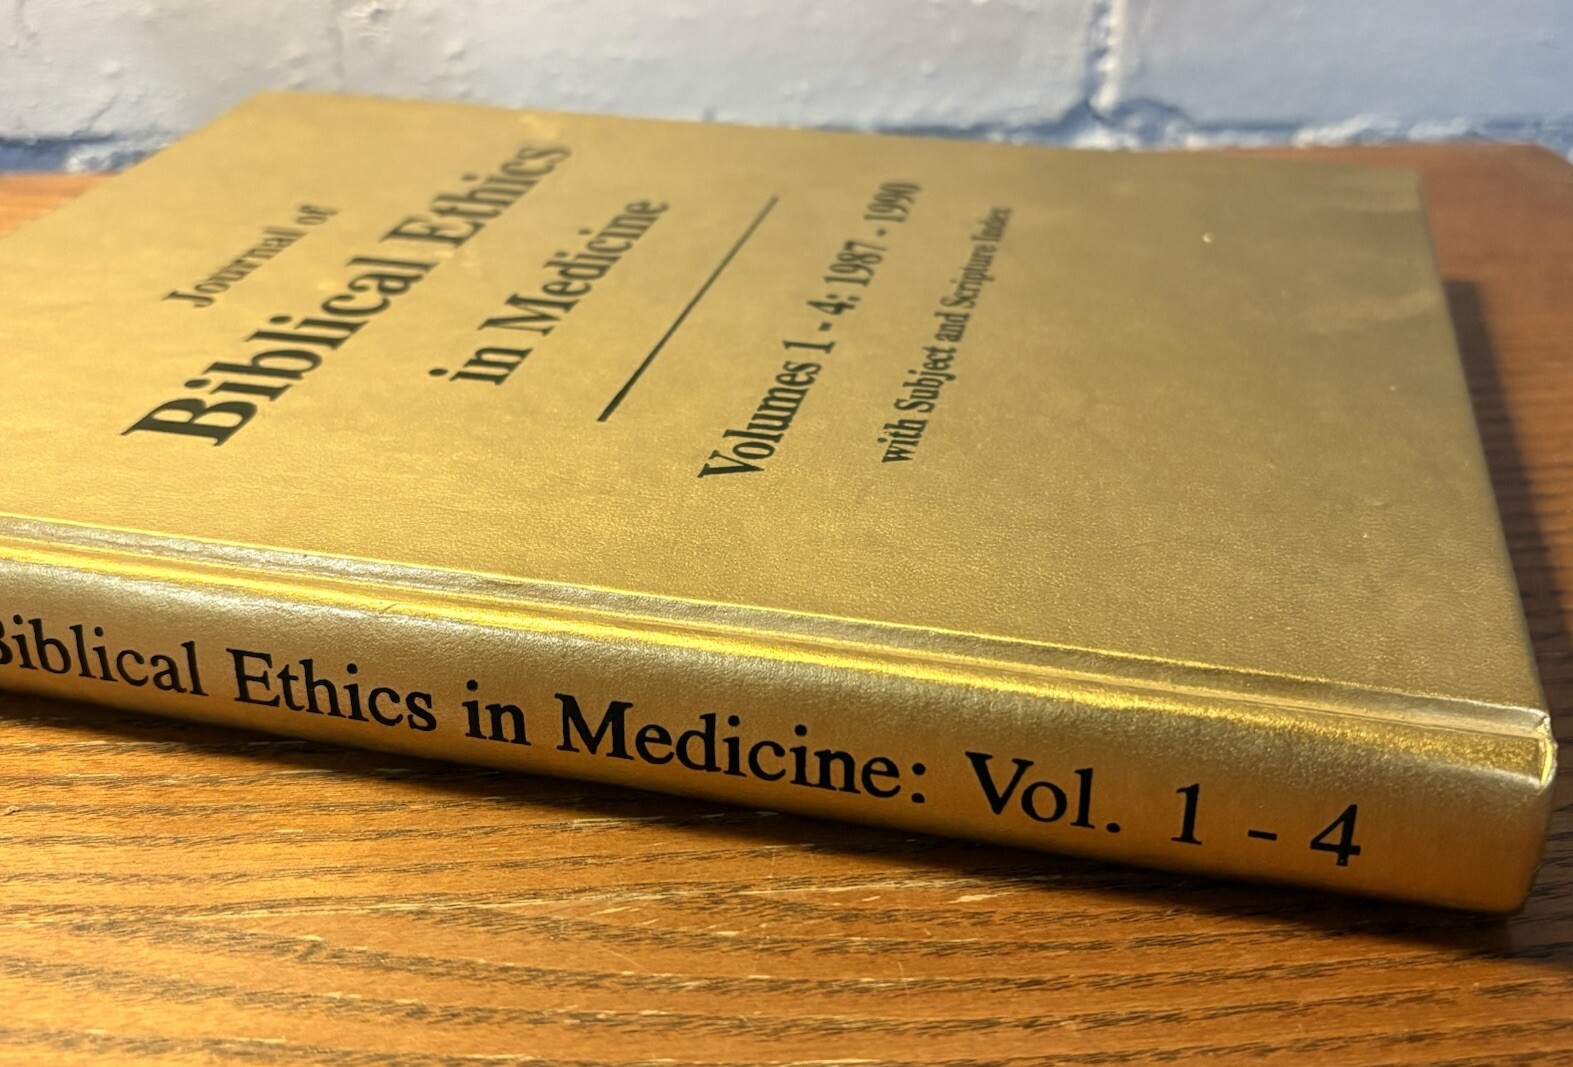 Journal of
Biblical Ethics
in Medicine
Volumes 1 - 4: 1987 - 1990
with Subject and Scripture Index
Biblical Ethics in Medicine: Vol. 1 - 4